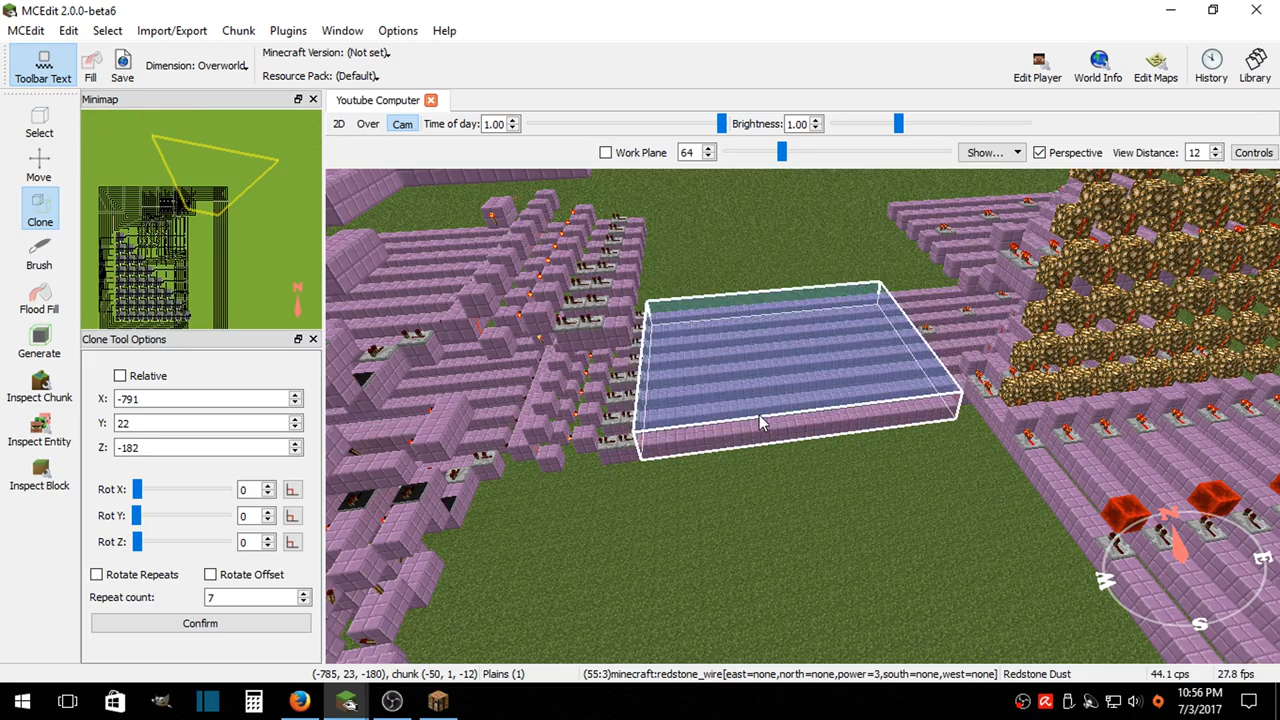 MCEdit 2.0.0-beta6
MCEdit Edit Select Import/Export Chunk Plugins Window Options Help
Toolbar Text Fill Save Dimension: Overworld Minecraft Version: (Not set) Resource Pack: (Default) Edit Player World Info Edit Maps History Library
Minimap
Youtube Computer
2D Over Cam Time of day: 1.00 Brightness: 1.00
Work Plane 64 Show... Perspective View Distance: 12 Controls
Select
Move
Clone
Brush
Flood Fill
Generate
Inspect Chunk
Inspect Entity
Inspect Block
N
Clone Tool Options
Relative
X: -791
Y: 22
Z: -182
Rot X: 0
Rot Y: 0
Rot Z: 0
Rotate Repeats Rotate Offset
Repeat count: 7
Confirm
N
E
W
S
(-785, 23, -180), chunk (-50, 1, -12) Plains (1) (55:3)minecraft:redstone_wire[east=none,north=none,power=3,south=none,west=none] Redstone Dust 44.1 cps 27.8 fps
10:56 PM
7/3/2017